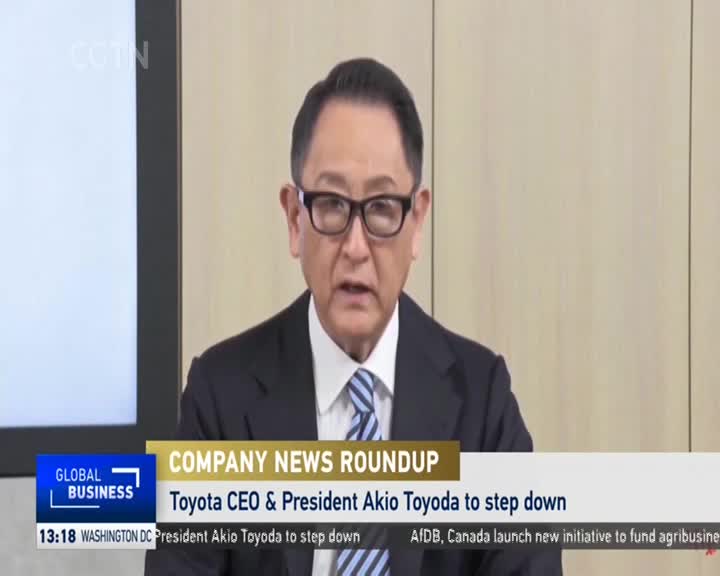 CGTN
COMPANY NEWS ROUNDUP
GLOBAL
BUSINESS
Toyota CEO & President Akio Toyoda to step down
13:18 WASHINGTON DC
President Akio Toyoda to step down AfDB, Canada launch new initiative to fund agribusine